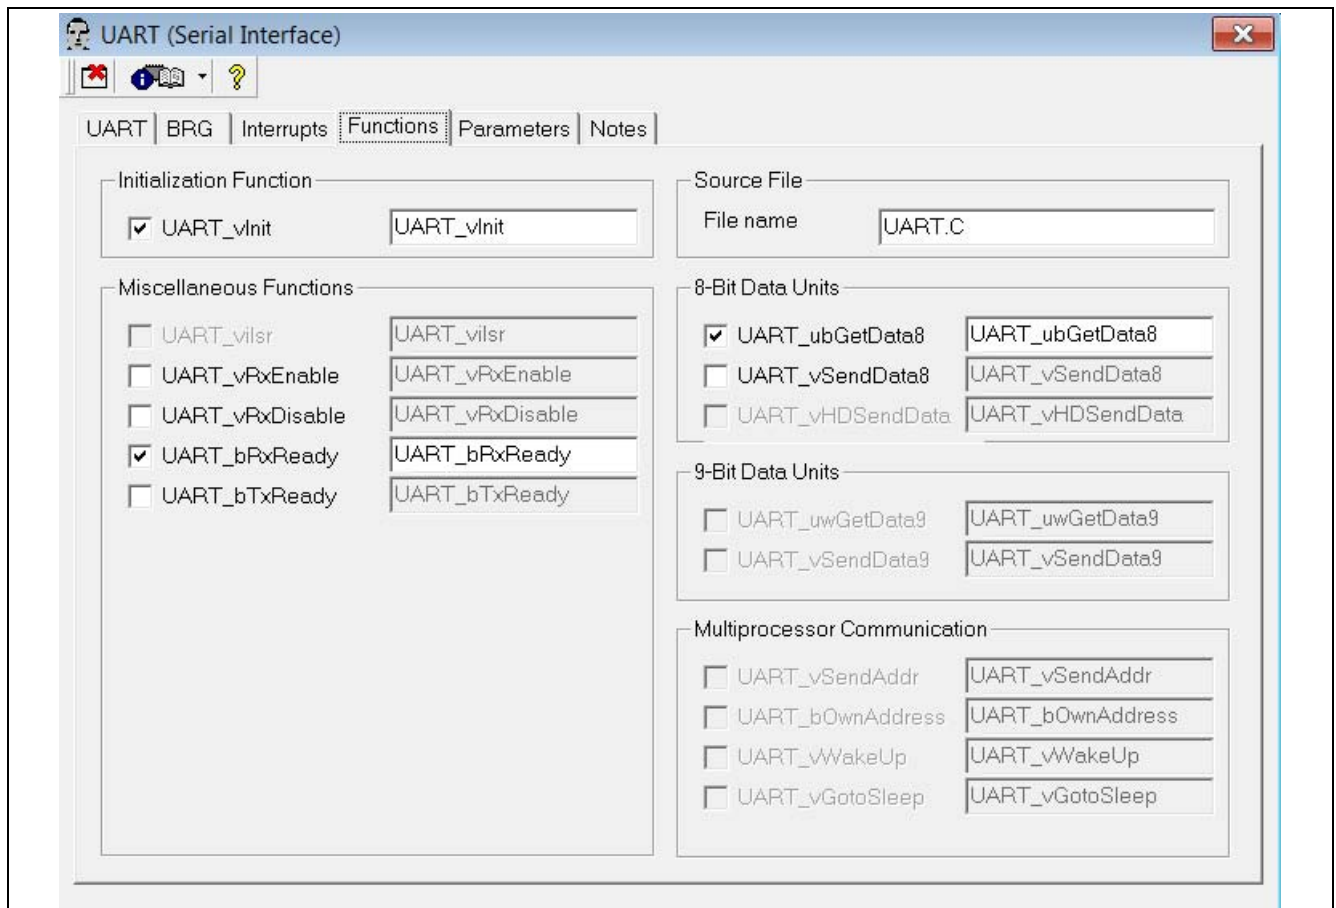 UART (Serial Interface)
UART
BRG
Interrupts
Functions
Parameters
Notes
Initialization Function
UART_vInit UART_vInit
Miscellaneous Functions
UART_viIsr UART_viIsr
UART_vRxEnable UART_vRxEnable
UART_vRxDisable UART_vRxDisable
UART_bRxReady UART_bRxReady
UART_bTxReady UART_bTxReady
Source File
File name UART.C
8-Bit Data Units
UART_ubGetData8 UART_ubGetData8
UART_vSendData8 UART_vSendData8
UART_vHDSendData UART_vHDSendData
9-Bit Data Units
UART_uwGetData9 UART_uwGetData9
UART_vSendData9 UART_vSendData9
Multiprocessor Communication
UART_vSendAddr UART_vSendAddr
UART_bOwnAddress UART_bOwnAddress
UART_vWakeUp UART_vWakeUp
UART_vGotoSleep UART_vGotoSleep